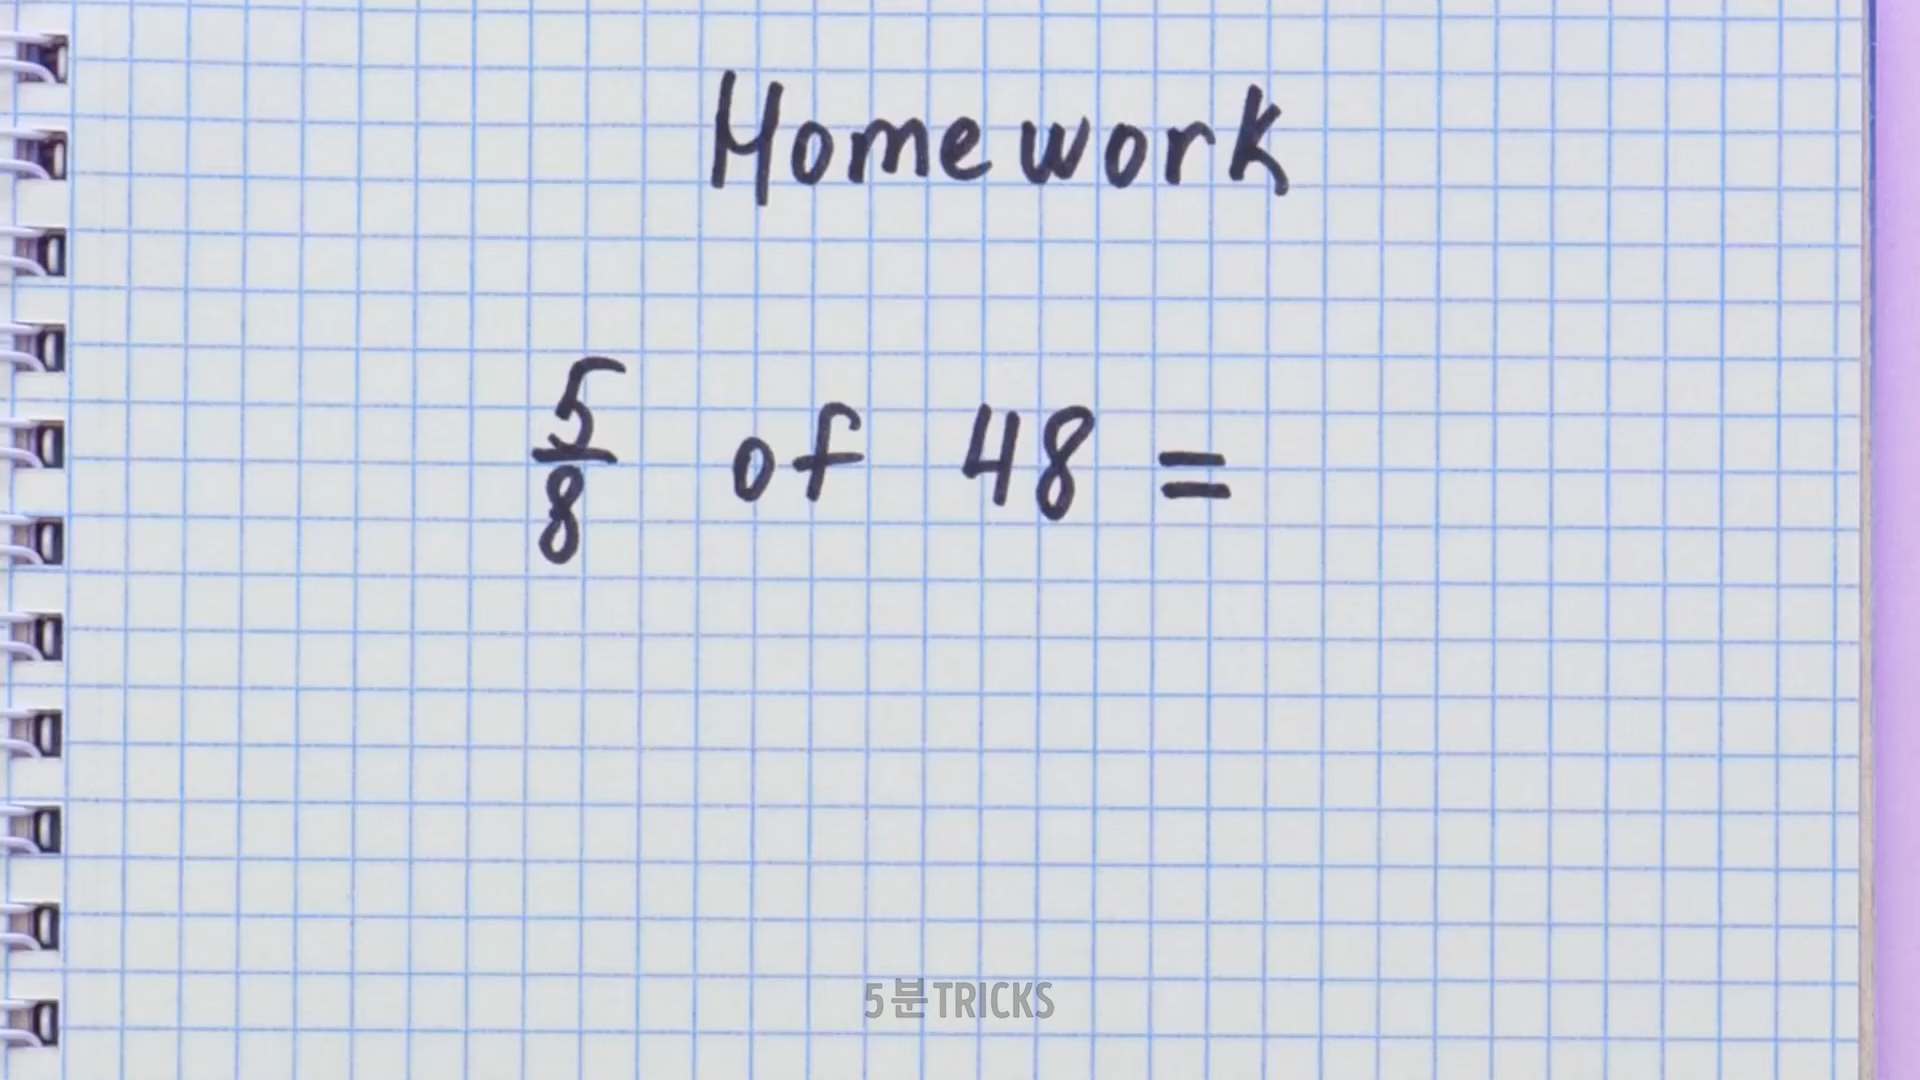 Homework
5/8 of 48 =
5분TRICKS